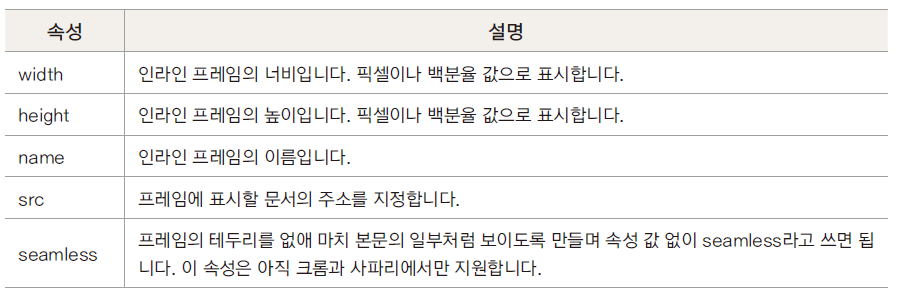 속성 설명
width 인라인 프레임의 너비입니다. 픽셀이나 백분율 값으로 표시합니다.
height 인라인 프레임의 높이입니다. 픽셀이나 백분율 값으로 표시합니다.
name 인라인 프레임의 이름입니다.
src 프레임에 표시할 문서의 주소를 지정합니다.
seamless 프레임의 테두리를 없애 마치 본문의 일부처럼 보이도록 만들며 속성 값 없이 seamless라고 쓰면 됩
니다. 이 속성은 아직 크롬과 사파리에서만 지원합니다.